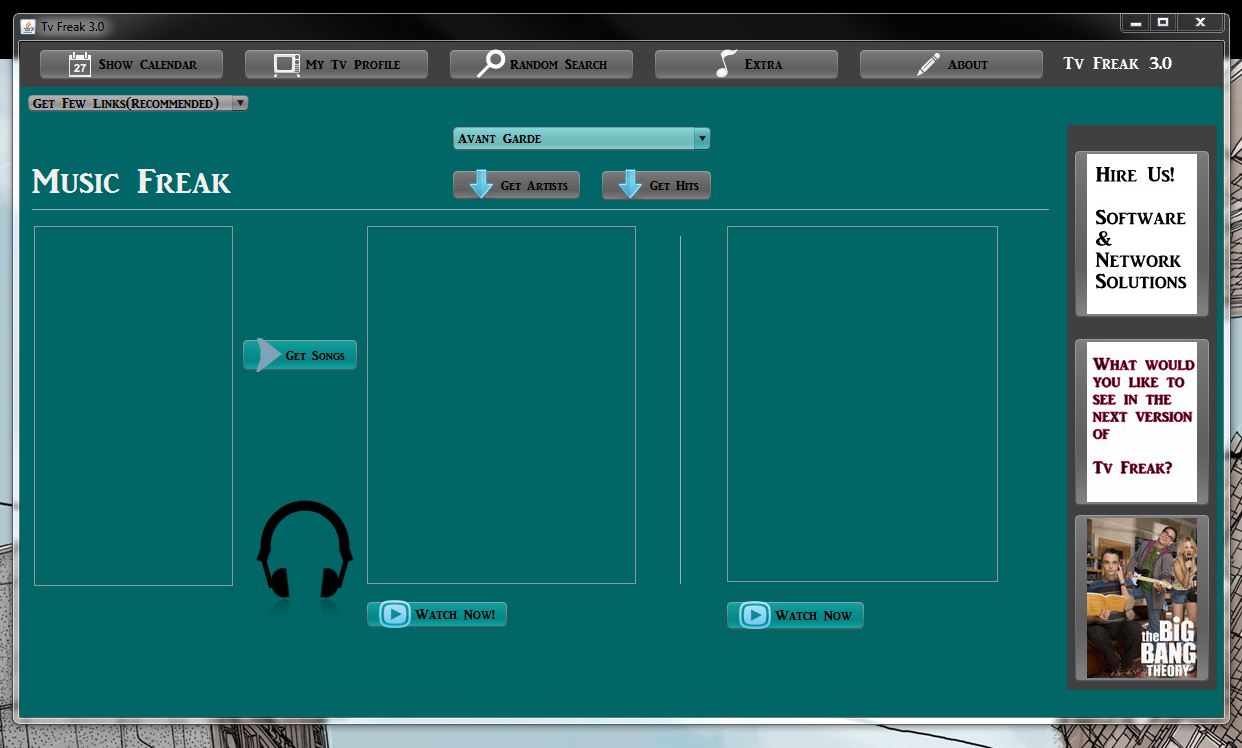 Tv Freak 3.0
27
Show Calendar
My Tv Profile
Random Search
Extra
About
Tv Freak 3.0
Get Few Links(Recommended)
Avant Garde
Music Freak
Get Artists
Get Hits
Hire Us!
Software
&
Network
Solutions
Get Songs
What would
you like to
see in the
next version
of
Tv Freak?
the BIG
BANG
THEORY
Watch Now!
Watch Now